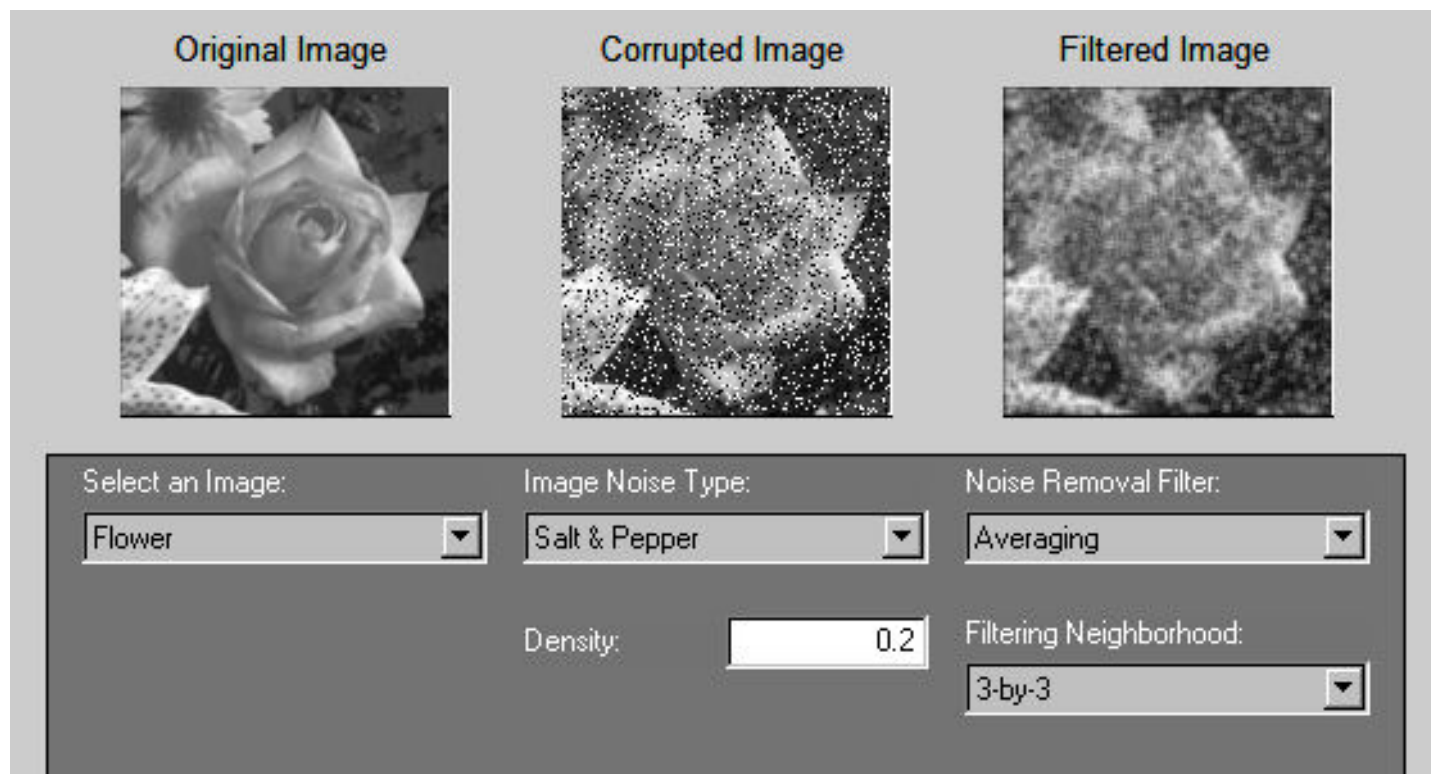 Original Image
Corrupted Image
Filtered Image
Select an Image:
Image Noise Type:
Noise Removal Filter:
Flower
Salt & Pepper
Averaging
Density:
0.2
Filtering Neighborhood:
3-by-3